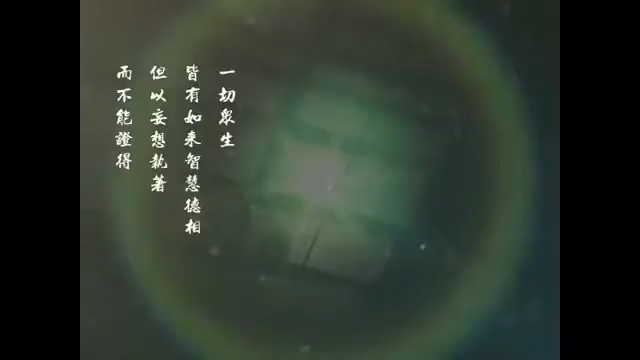 一切眾生
皆有如來智慧德相
但以妄想執著
而不能證得